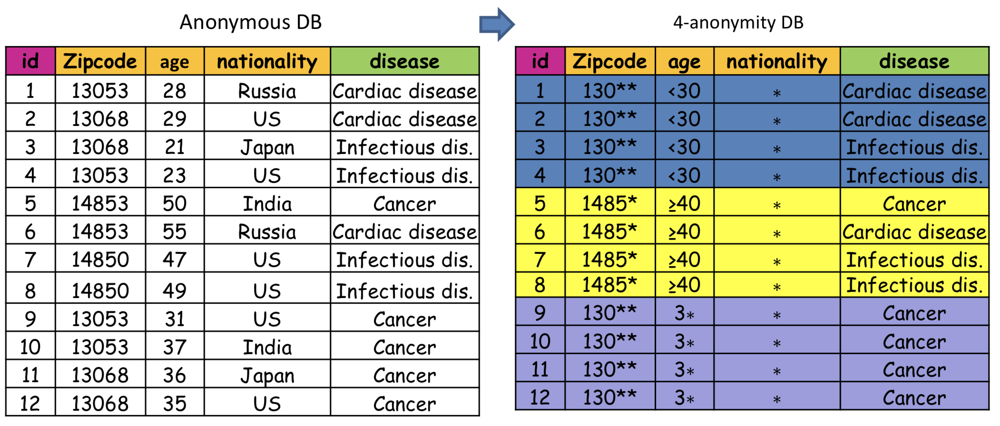 Anonymous DB
4-anonymity DB
id Zipcode age nationality disease
1 13053 28 Russia Cardiac disease
2 13068 29 US Cardiac disease
3 13068 21 Japan Infectious dis.
4 13053 23 US Infectious dis.
5 14853 50 India Cancer
6 14853 55 Russia Cardiac disease
7 14850 47 US Infectious dis.
8 14850 49 US Infectious dis.
9 13053 31 US Cancer
10 13053 37 India Cancer
11 13068 36 Japan Cancer
12 13068 35 US Cancer
id Zipcode age nationality disease
1 130** <30 * Cardiac disease
2 130** <30 * Cardiac disease
3 130** <30 * Infectious dis.
4 130** <30 * Infectious dis.
5 1485* ≥40 * Cancer
6 1485* ≥40 * Cardiac disease
7 1485* ≥40 * Infectious dis.
8 1485* ≥40 * Infectious dis.
9 130** 3* * Cancer
10 130** 3* * Cancer
11 130** 3* * Cancer
12 130** 3* * Cancer